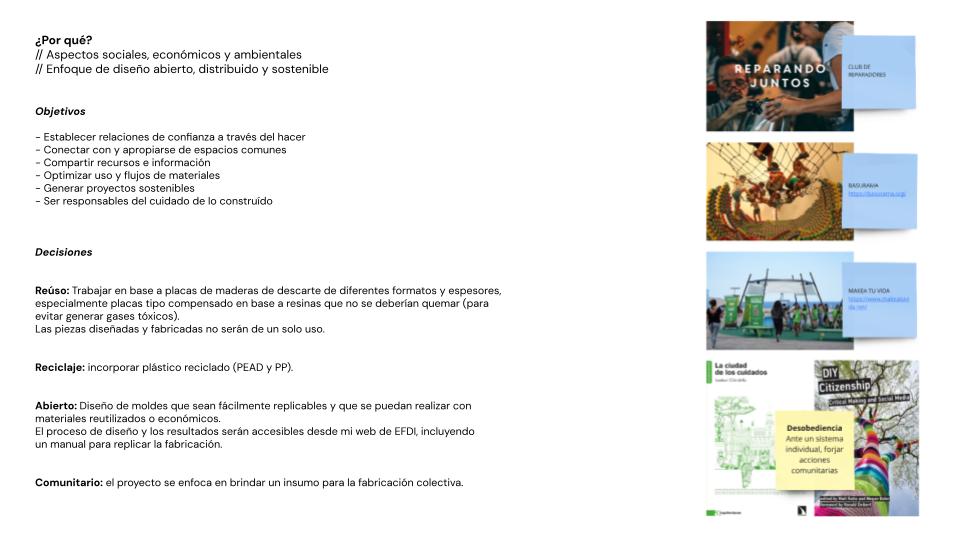 ¿Por qué?
// Aspectos sociales, económicos y ambientales
// Enfoque de diseño abierto, distribuido y sostenible
Objetivos
- Establecer relaciones de confianza a través del hacer
- Conectar con y apropiarse de espacios comunes
- Compartir recursos e información
- Optimizar uso y flujos de materiales
- Generar proyectos sostenibles
- Ser responsables del cuidado de lo construído
Decisiones
Reúso: Trabajar en base a placas de maderas de descarte de diferentes formatos y espesores,
especialmente placas tipo compensado en base a resinas que no se deberían quemar (para
evitar generar gases tóxicos).
Las piezas diseñadas y fabricadas no serán de un solo uso.
Reciclaje: incorporar plástico reciclado (PEAD y PP).
Abierto: Diseño de moldes que sean fácilmente replicables y que se puedan realizar con
materiales reutilizados o económicos.
El proceso de diseño y los resultados serán accesibles desde mi web de EFDI, incluyendo
un manual para replicar la fabricación.
Comunitario: el proyecto se enfoca en brindar un insumo para la fabricación colectiva.
REPARANDO
JUNTOS
CLUB DE
REPARADORES
BASURAMA
https://basurama.org/
MAKEA TU VIDA
La ciudad
de los cuidados
DIY
Citizenship
Critical Making and Social Media
Desobediencia
Ante un sistema
individual, forjar
acciones
comunitarias
edited by Matt Ratto and Megan Boler
foreword by Ronald Deibert